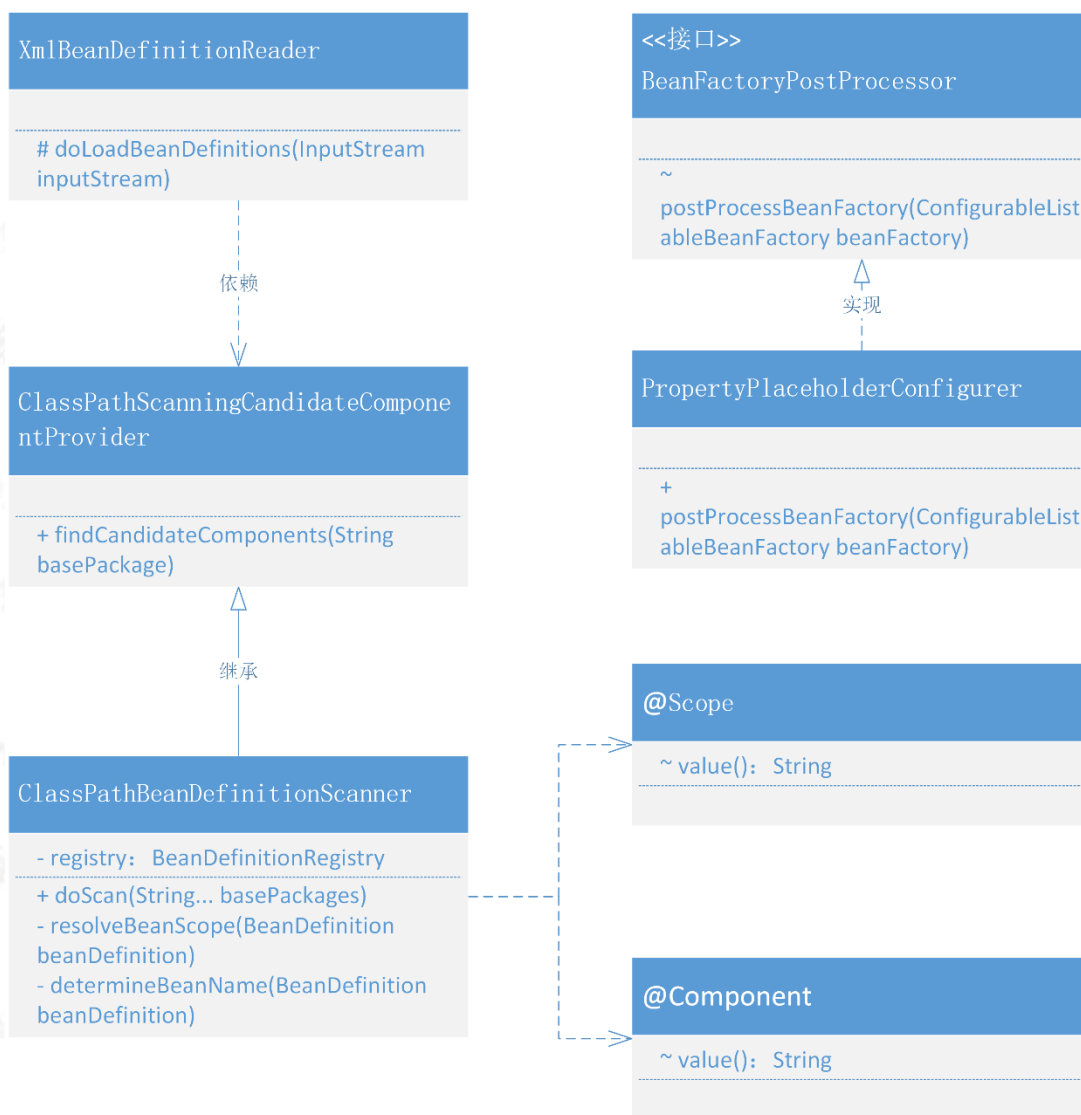 XmlBeanDefinitionReader
# doLoadBeanDefinitions(InputStream
inputStream)
依赖
ClassPathScanningCandidateCompone
ntProvider
+ findCandidateComponents(String
basePackage)
继承
ClassPathBeanDefinitionScanner
- registry：BeanDefinitionRegistry
+ doScan(String... basePackages)
- resolveBeanScope(BeanDefinition
beanDefinition)
- determineBeanName(BeanDefinition
beanDefinition)
<<接口>>
BeanFactoryPostProcessor
~
postProcessBeanFactory(ConfigurableList
ableBeanFactory beanFactory)
实现
PropertyPlaceholderConfigurer
+
postProcessBeanFactory(ConfigurableList
ableBeanFactory beanFactory)
@Scope
~ value()：String
@Component
~ value()：String